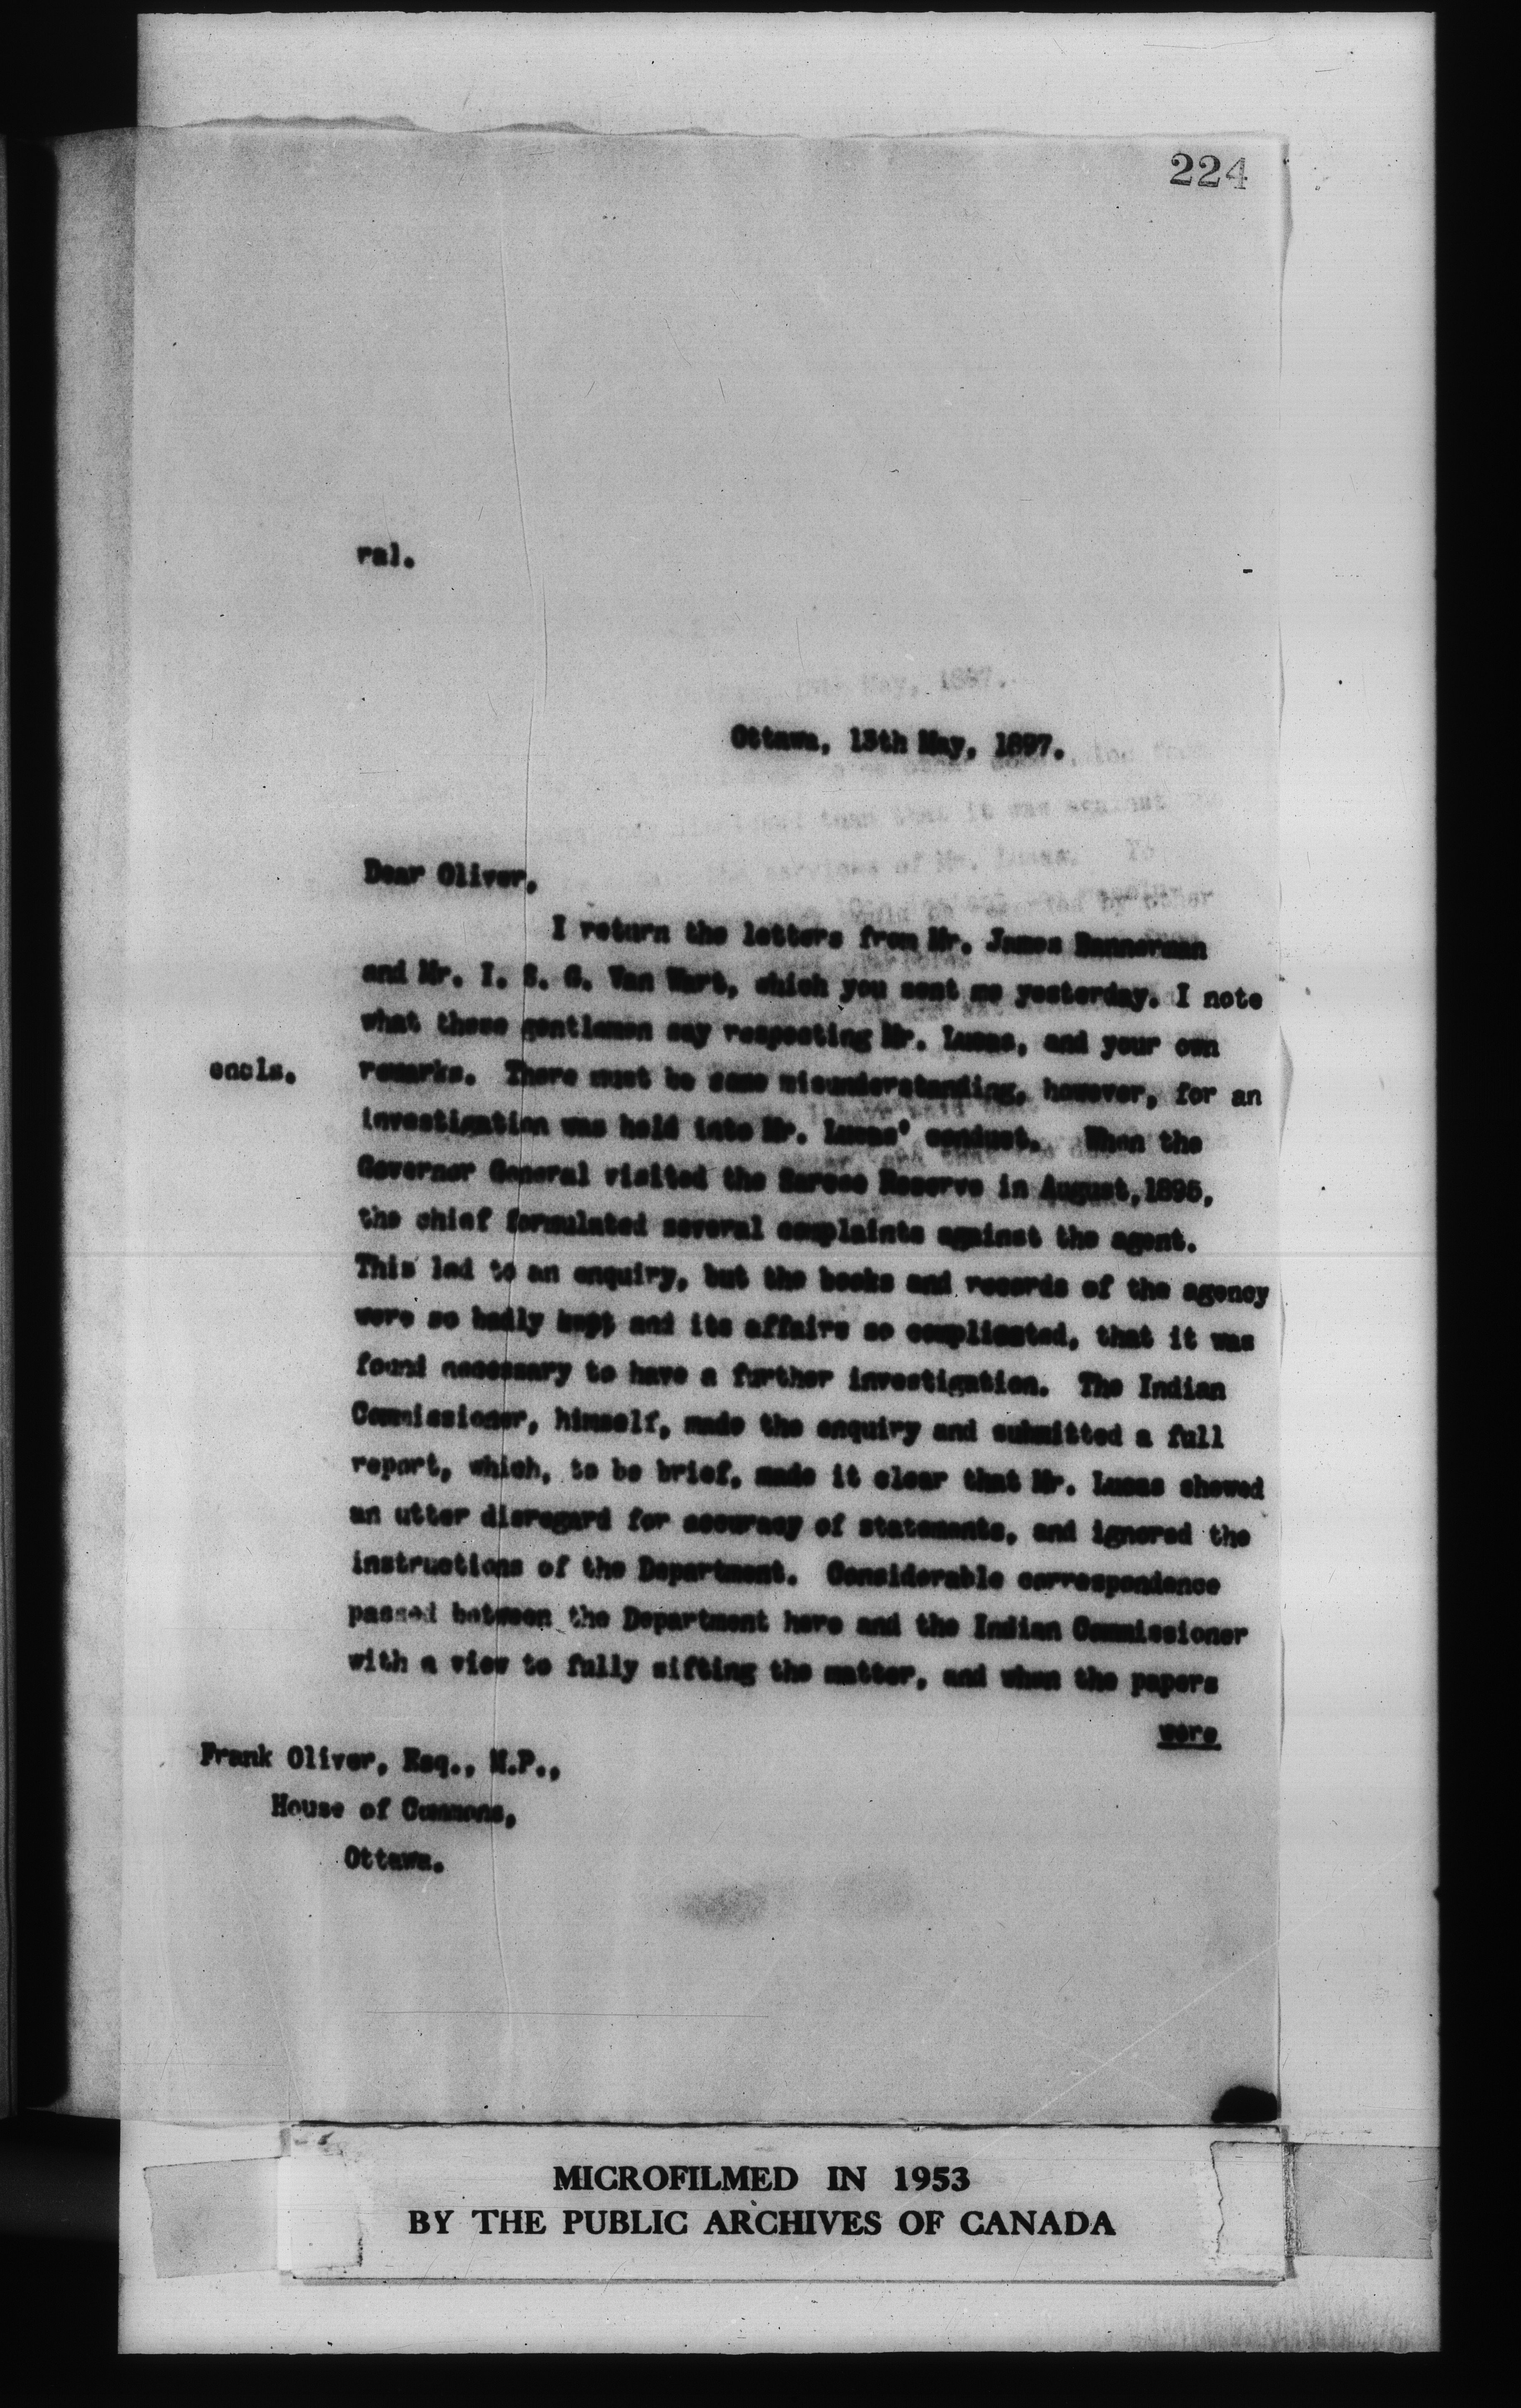 224
ral.
Ottawa, 13th May, 1897.
Dear Oliver,
I return the letters from Mr. James Bannerman
and Mr. I. S. G. Van Wart, which you sent me yesterday. I note
what these gentlemen say respecting Mr. Lucas, and your own
encls.
remarks. There must be some misunderstanding, however, for an
investigation was held into Mr. Lucas' conduct. When the
Governor General visited the Sarcee Reserve in August, 1895,
the chief formulated several complaints against the agent.
This led to an enquiry, but the books and records of the agency
were so badly kept and its affairs so complicated, that it was
found necessary to have a further investigation. The Indian
Commissioner, himself, made the enquiry and submitted a full
report, which, to be brief, made it clear that Mr. Lucas showed
an utter disregard for accuracy of statements, and ignored the
instructions of the Department. Considerable correspondence
passed between the Department here and the Indian Commissioner
with a view to fully sifting the matter, and when the papers
were
Frank Oliver, Esq., M.P.,
House of Commons,
Ottawa.
MICROFILMED IN 1953
BY THE PUBLIC ARCHIVES OF CANADA